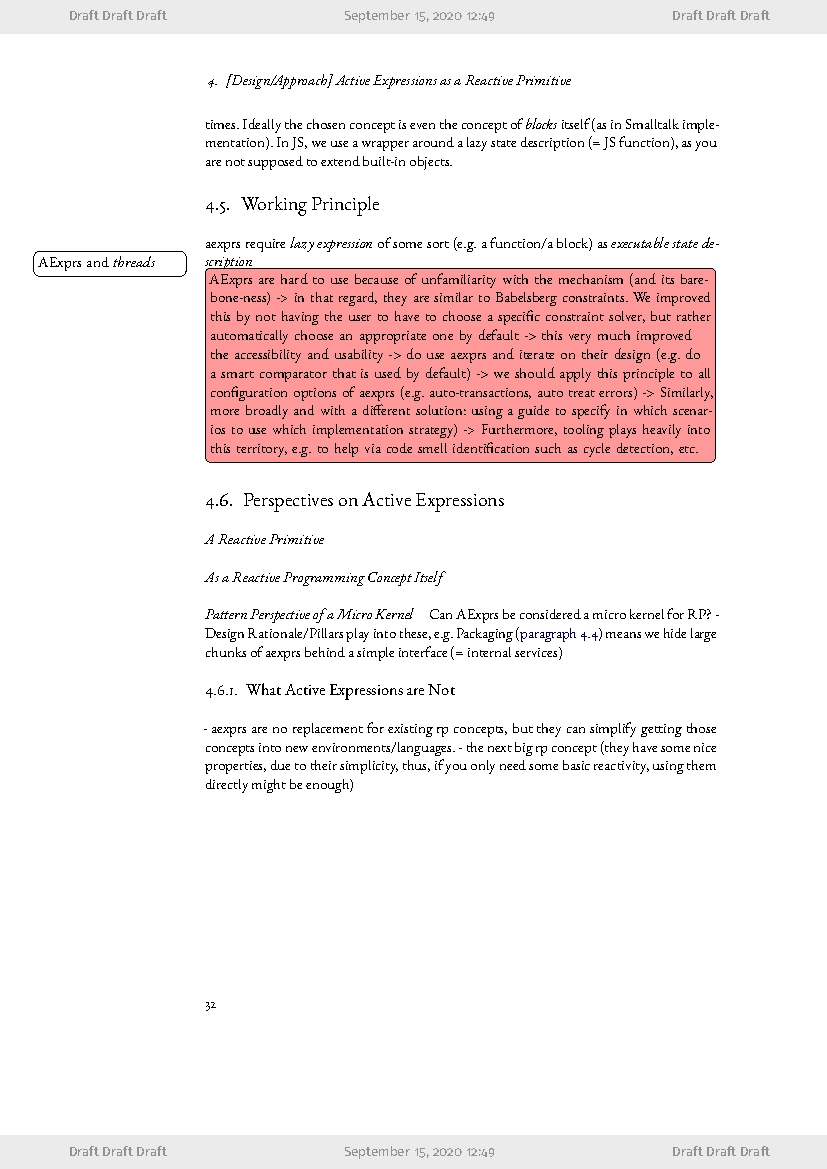 Draft Draft Draft September 15, 2020 12:49 Draft Draft Draft
4. [Design/Approach] Active Expressions as a Reactive Primitive
times. Ideally the chosen concept is even the concept of blocks itself (as in Smalltalk imple-
mentation). In JS, we use a wrapper around a lazy state description (= JS function), as you
are not supposed to extend built-in objects.
4.5. Working Principle
aexprs require lazy expression of some sort (e.g. a function/a block) as executable state de-
scription
AExprs and threads
AExprs are hard to use because of unfamiliarity with the mechanism (and its bare-
bone-ness) -> in that regard, they are similar to Babelsberg constraints. We improved
this by not having the user to have to choose a specific constraint solver, but rather
automatically choose an appropriate one by default -> this very much improved
the accessibility and usability -> do use aexprs and iterate on their design (e.g. do
a smart comparator that is used by default) -> we should apply this principle to all
configuration options of aexprs (e.g. auto-transactions, auto treat errors) -> Similarly,
more broadly and with a different solution: using a guide to specify in which scenar-
ios to use which implementation strategy) -> Furthermore, tooling plays heavily into
this territory, e.g. to help via code smell identification such as cycle detection, etc.
4.6. Perspectives on Active Expressions
A Reactive Primitive
As a Reactive Programming Concept Itself
Pattern Perspective of a Micro Kernel Can AExprs be considered a micro kernel for RP? -
Design Rationale/Pillars play into these, e.g. Packaging (paragraph 4.4) means we hide large
chunks of aexprs behind a simple interface (= internal services)
4.6.1. What Active Expressions are Not
- aexprs are no replacement for existing rp concepts, but they can simplify getting those
concepts into new environments/languages. - the next big rp concept (they have some nice
properties, due to their simplicity, thus, if you only need some basic reactivity, using them
directly might be enough)
32
Draft Draft Draft September 15, 2020 12:49 Draft Draft Draft